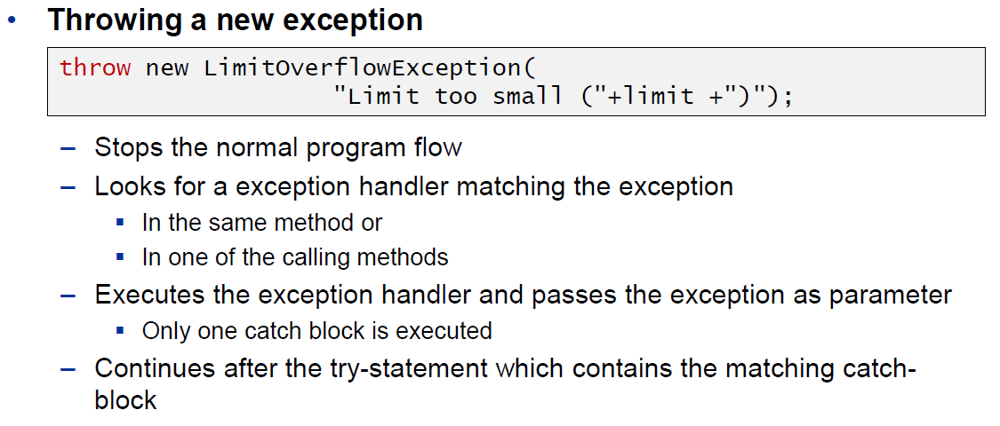 • Throwing a new exception
throw new LimitOverflowException(
"Limit too small ("+limit +")");
– Stops the normal program flow
– Looks for a exception handler matching the exception
▪ In the same method or
▪ In one of the calling methods
– Executes the exception handler and passes the exception as parameter
▪ Only one catch block is executed
– Continues after the try-statement which contains the matching catch-
block